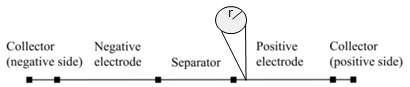 r
Collector
(negative side)
Negative
electrode
Separator
Positive
electrode
Collector
(positive side)